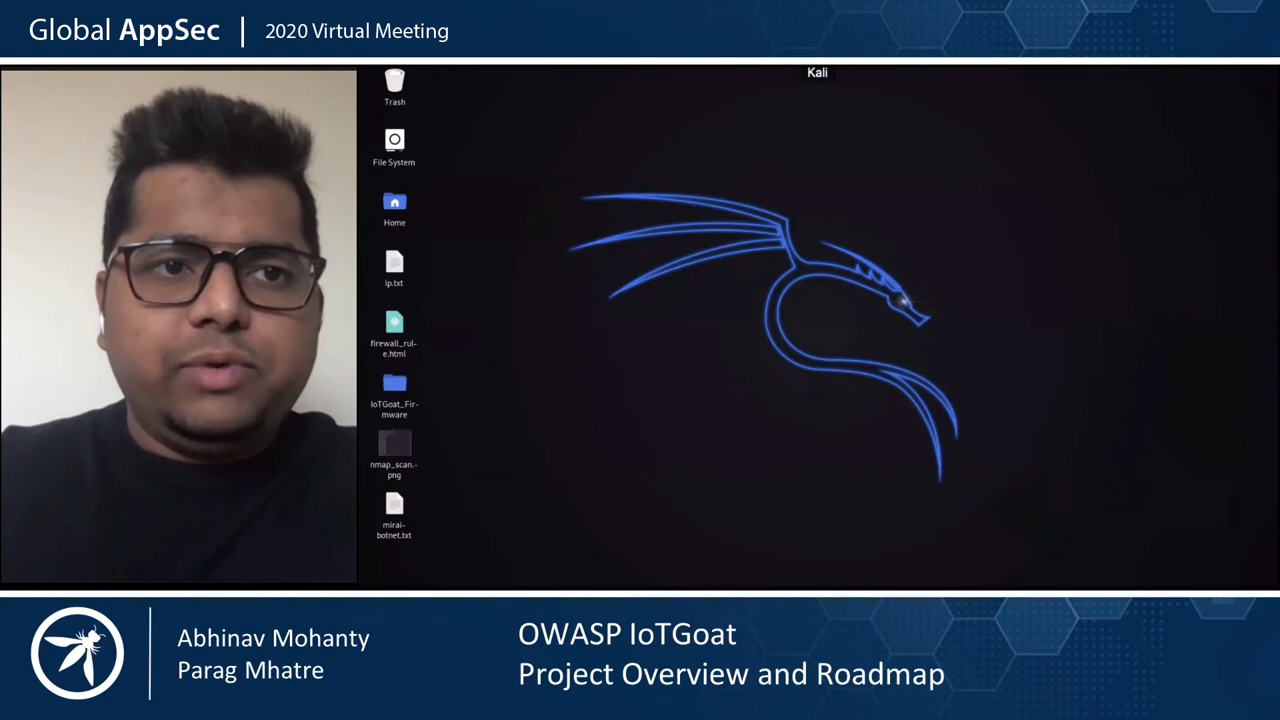 Global AppSec | 2020 Virtual Meeting
Kali
Trash
File System
Home
ip.txt
firewall_rul-
e.html
IoTGoat_Fir-
mware
nmap_scan.-
png
mirai-
botnet.txt
Abhinav Mohanty
Parag Mhatre
OWASP IoTGoat
Project Overview and Roadmap